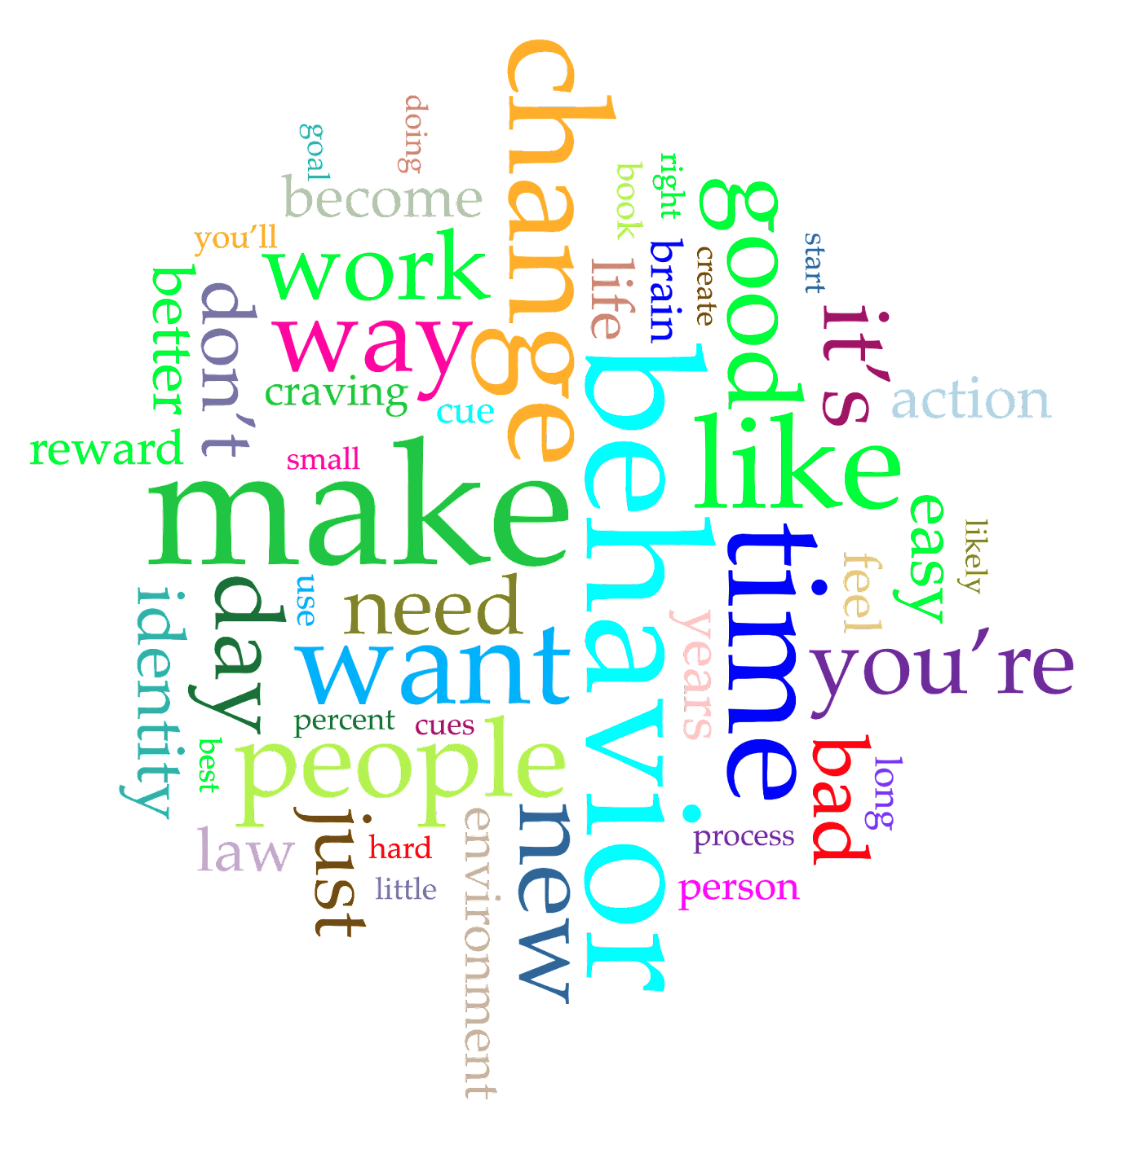 change
doing
goal
become
right
book
good
you’ll
work
start
brain
create
life
better
don’t
way
it’s
craving
cue
action
behavior
like
reward
small
make
easy
likely
time
feel
identity
day
use
need
years
you’re
want
percent
cues
people
best
bad
long
law
just
hard
little
environment
new
process
person